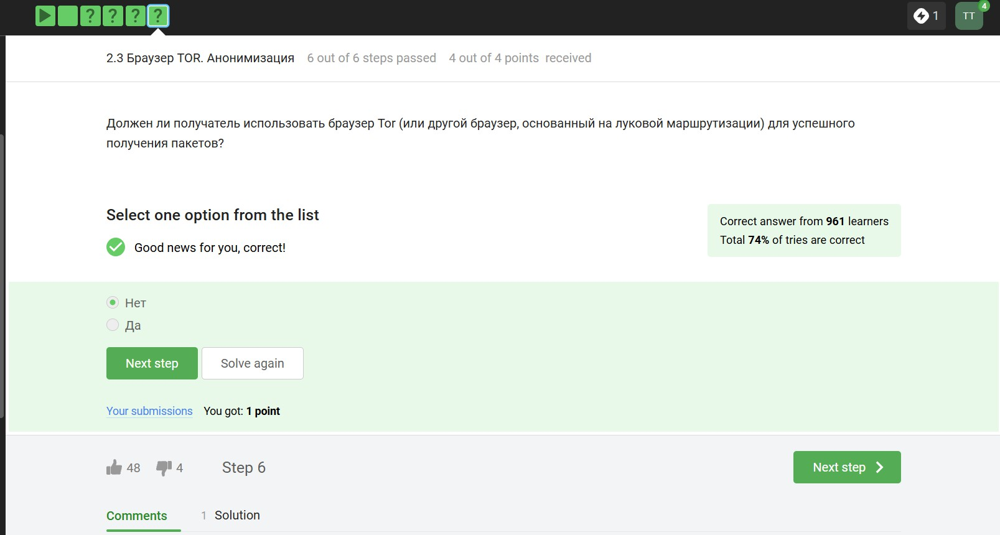 ? ? ? ?
1
TT
4
2.3 Браузер TOR. Анонимизация 6 out of 6 steps passed 4 out of 4 points received
Должен ли получатель использовать браузер Tor (или другой браузер, основанный на луковой маршрутизации) для успешного
получения пакетов?
Select one option from the list
Correct answer from 961 learners
Total 74% of tries are correct
Good news for you, correct!
Нет
Да
Next step Solve again
Your submissions You got: 1 point
48 4 Step 6 Next step
Comments 1 Solution